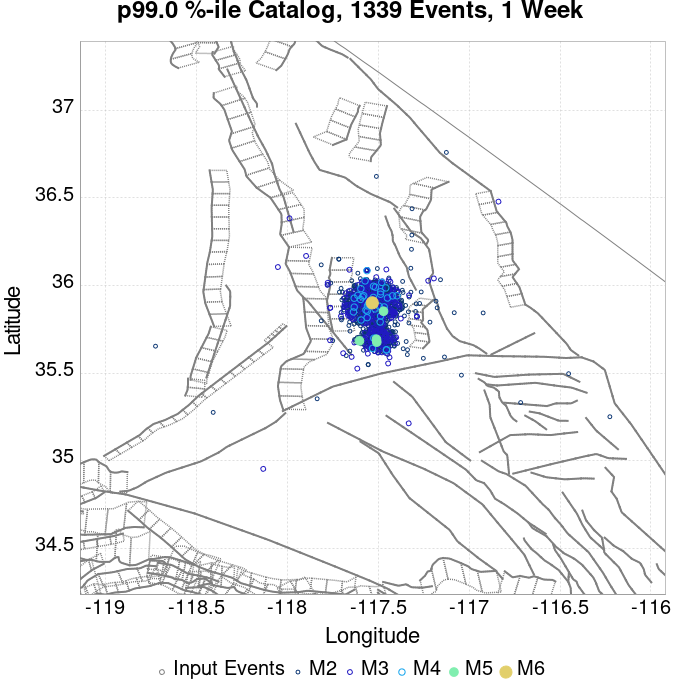 p99.0 %-ile Catalog, 1339 Events, 1 Week
Latitude
37
36.5
36
35.5
35
34.5
-119 -118.5 -118 -117.5 -117 -116.5 -116
Longitude
Input Events M2 M3 M4 M5 M6